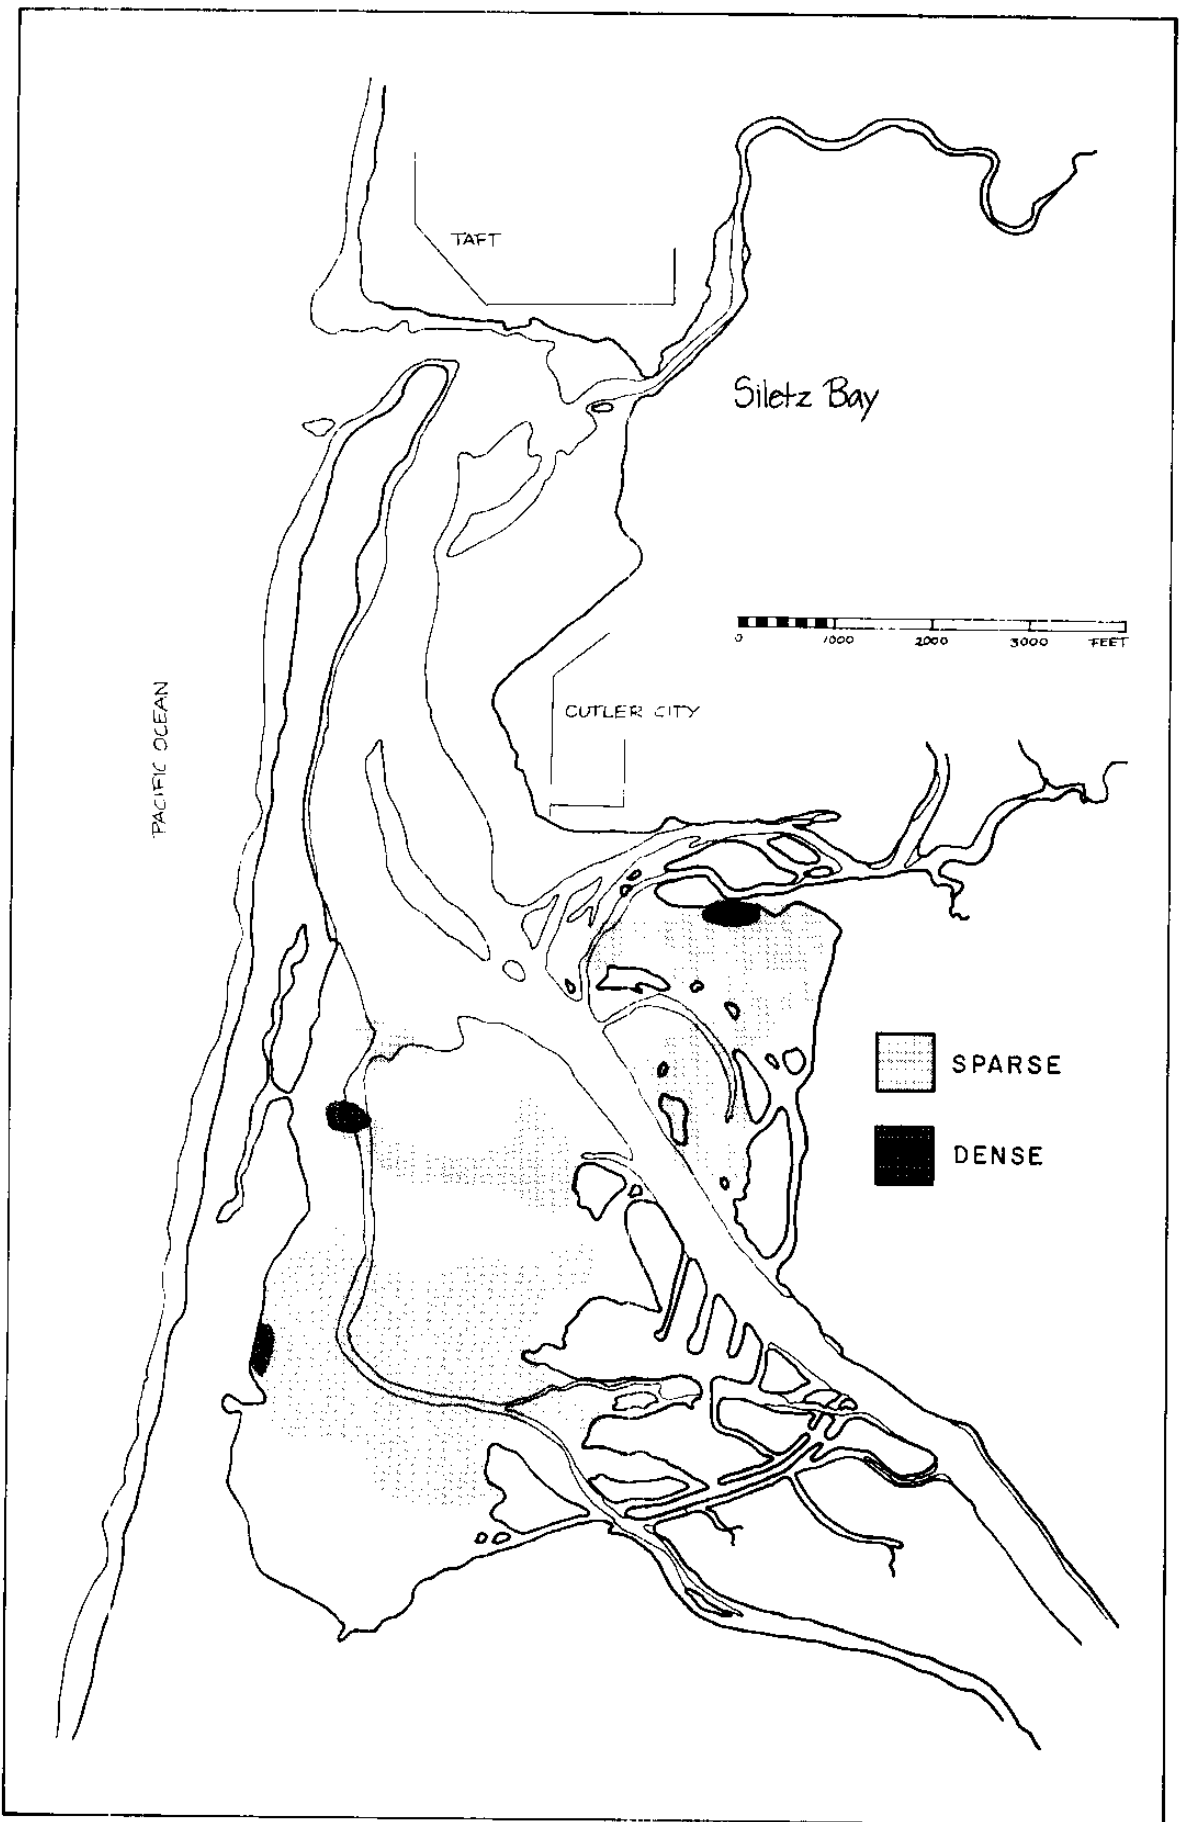 TAFT
Siletz Bay
0 1000 2000 3000 FEET
PACIFIC OCEAN
CUTLER CITY
SPARSE
DENSE